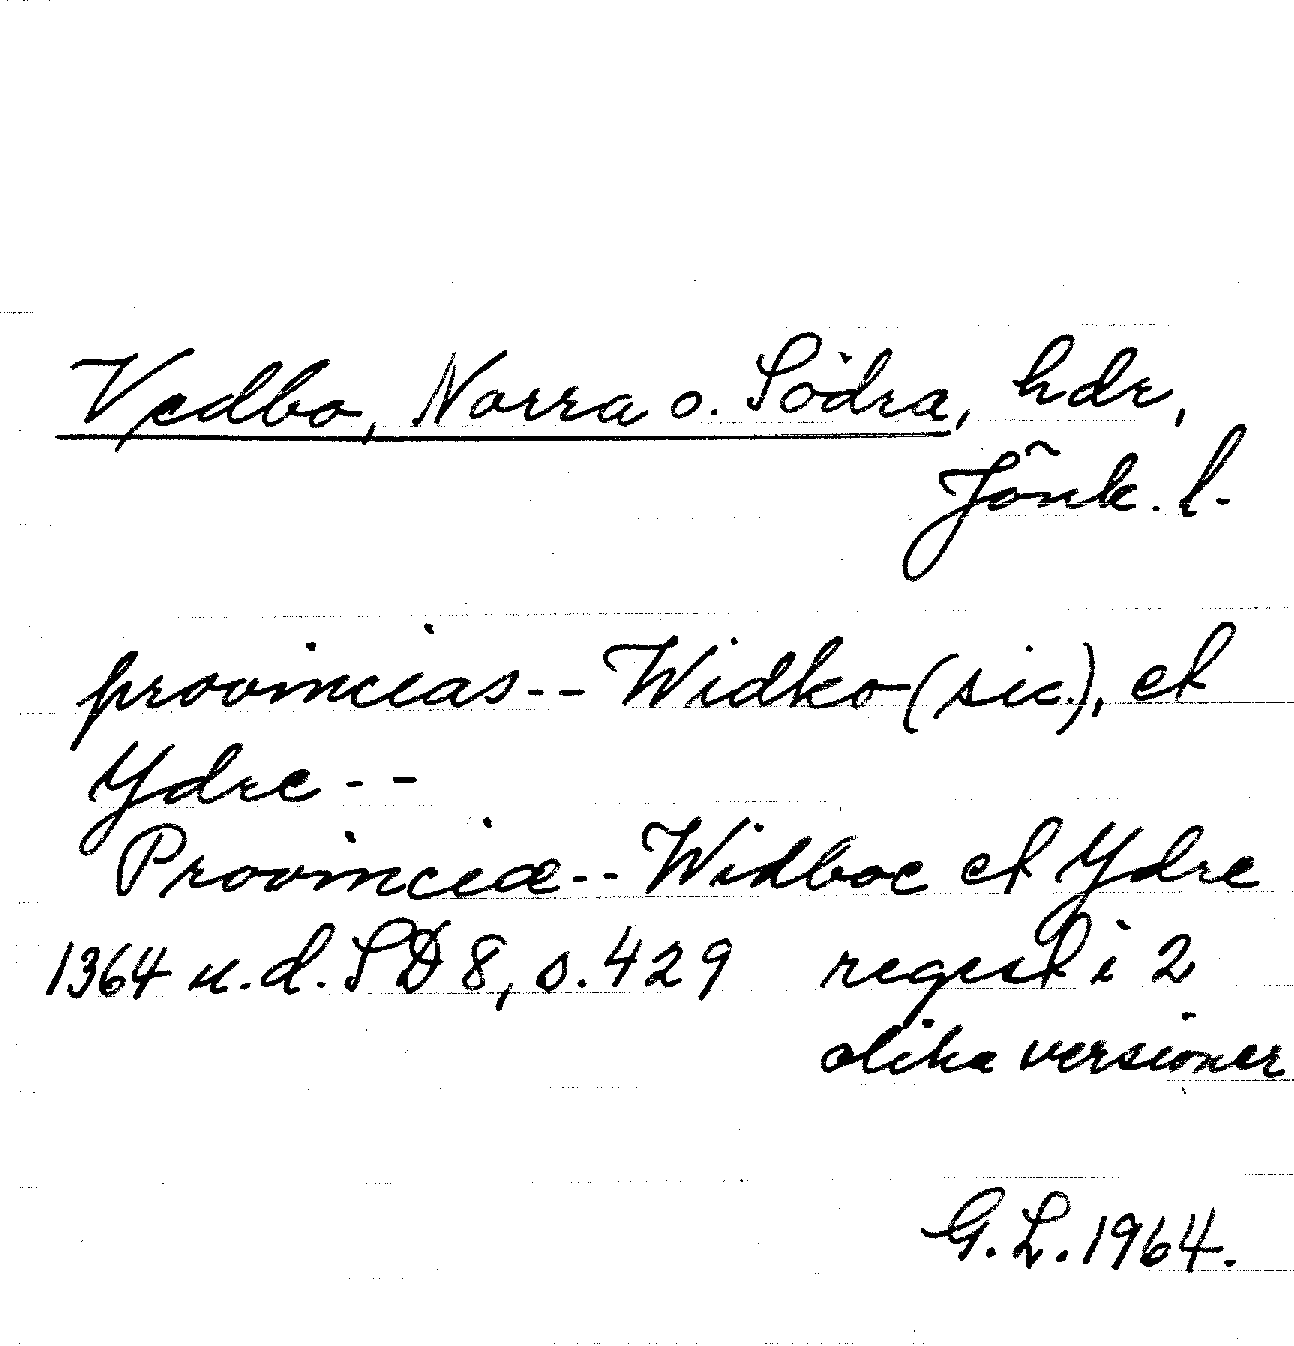 Vedbo, Norra o. Södra, hdr,
Jönk. l.
provincias -- Widko (sic.), et
Ydre --
Provinciæ -- Widboe et Ydre
1364 u.d. SD 8, s. 429 regest i 2
olika versioner
G. L. 1964.